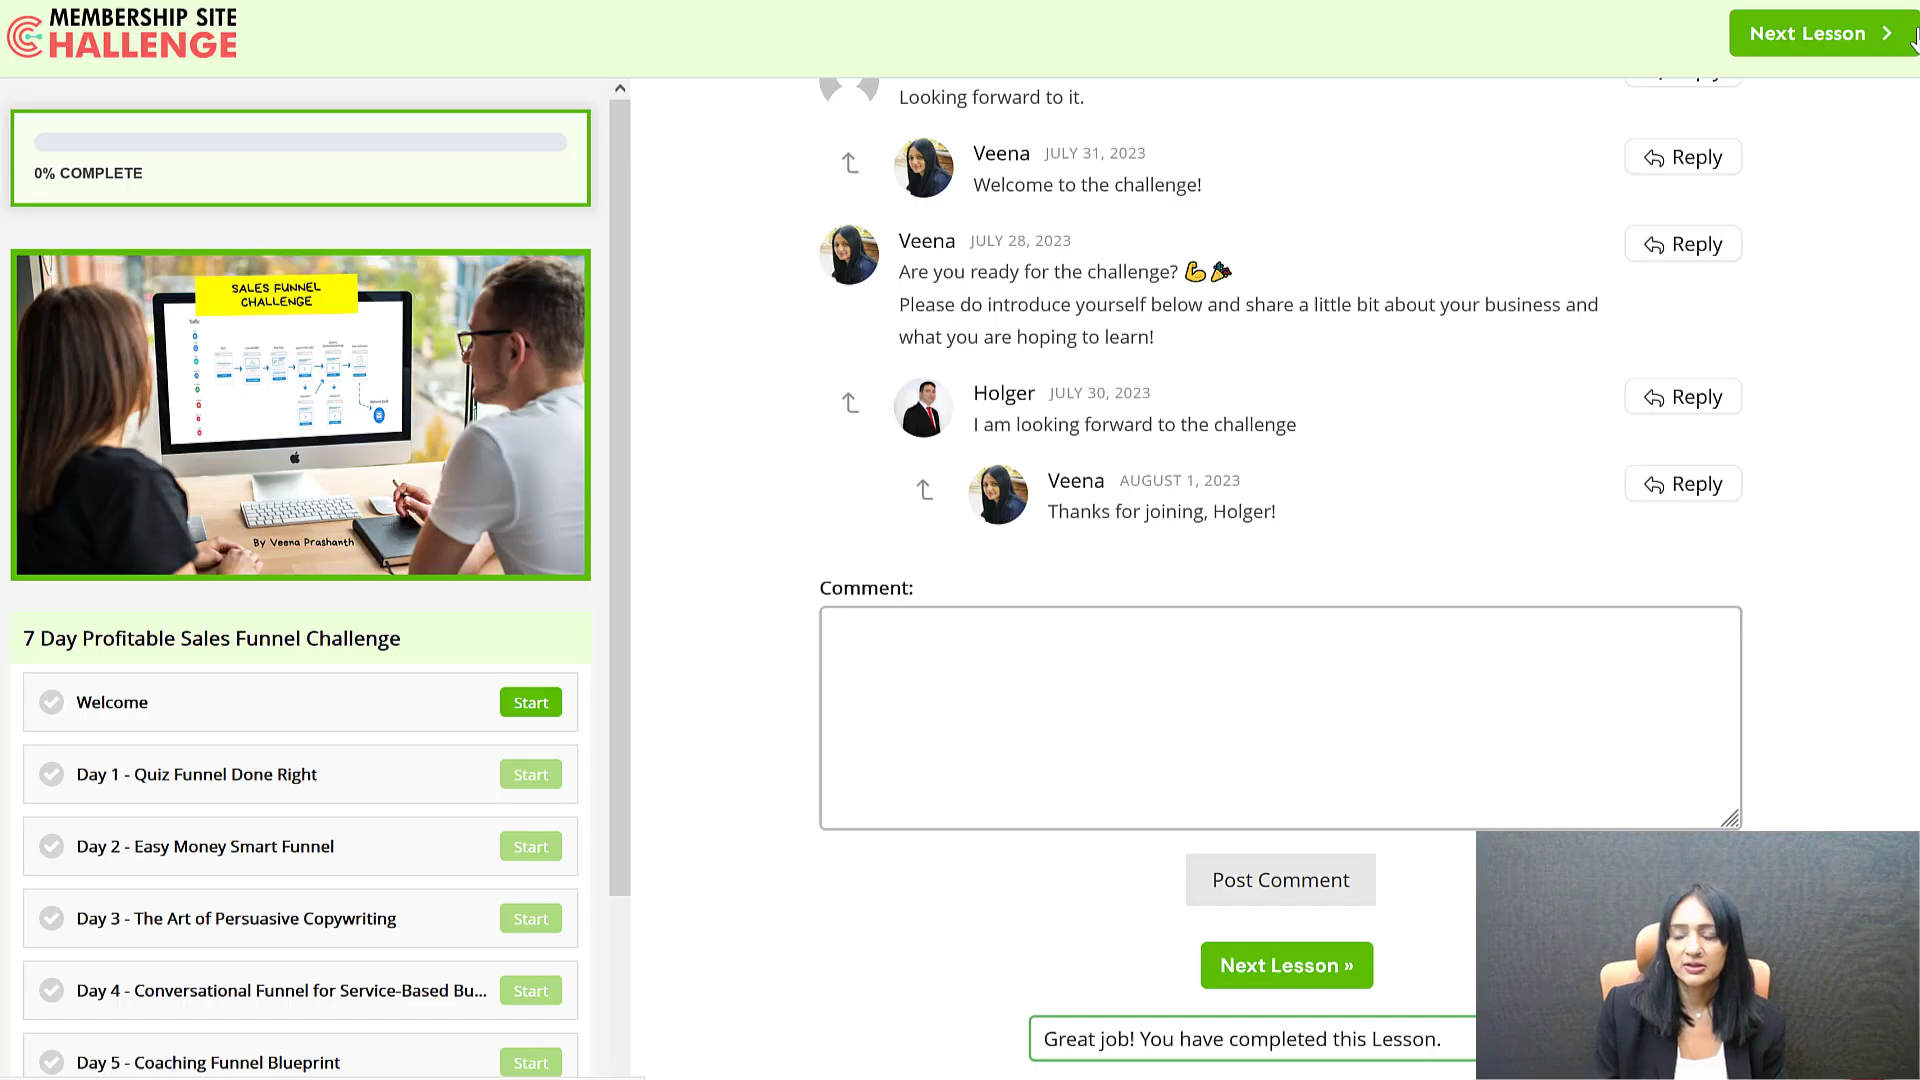 MEMBERSHIP SITE
CHALLENGE
Next Lesson
0% COMPLETE
SALES FUNNEL
CHALLENGE
Traffic
By Veena Prashanth
7 Day Profitable Sales Funnel Challenge
Welcome
Start
Day 1 - Quiz Funnel Done Right
Start
Day 2 - Easy Money Smart Funnel
Start
Day 3 - The Art of Persuasive Copywriting
Start
Day 4 - Conversational Funnel for Service-Based Bu...
Start
Day 5 - Coaching Funnel Blueprint
Start
Looking forward to it.
Veena JULY 31, 2023
Reply
Welcome to the challenge!
Veena JULY 28, 2023
Reply
Are you ready for the challenge? 💪🎉
Please do introduce yourself below and share a little bit about your business and
what you are hoping to learn!
Holger JULY 30, 2023
Reply
I am looking forward to the challenge
Veena AUGUST 1, 2023
Reply
Thanks for joining, Holger!
Comment:
Post Comment
Next Lesson »
Great job! You have completed this Lesson.